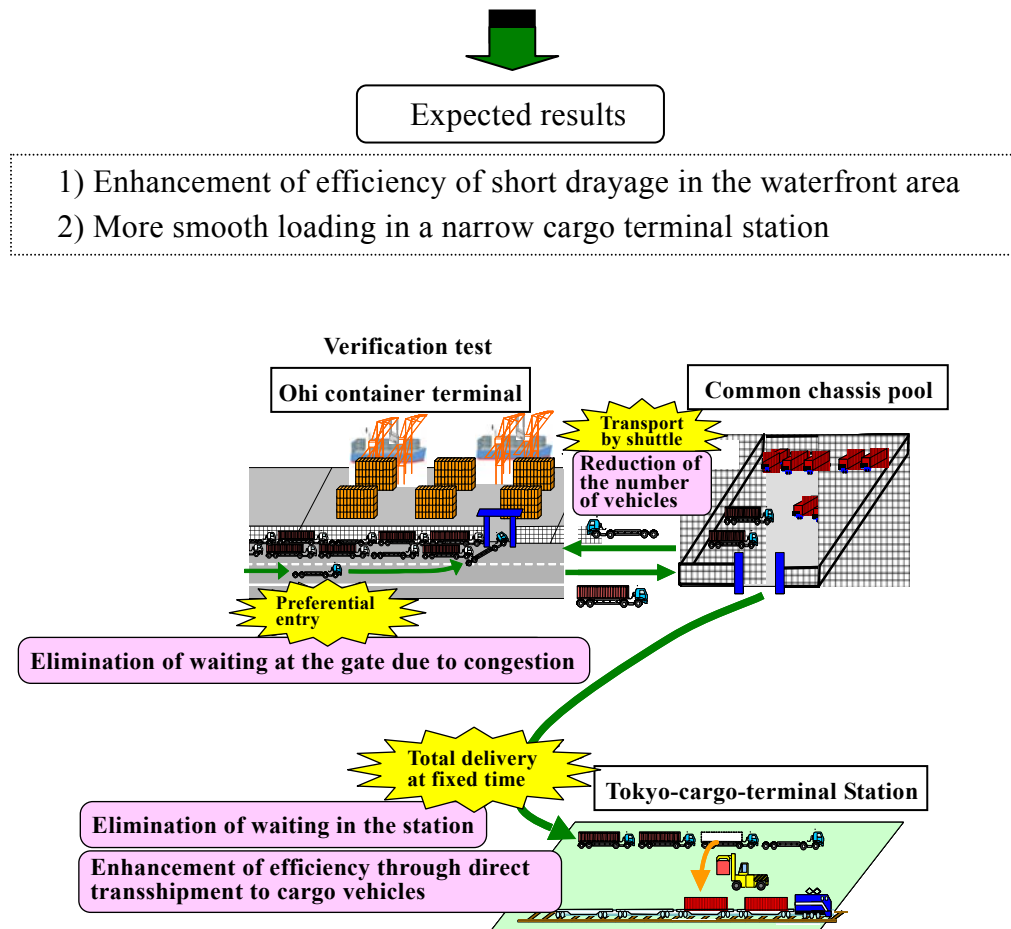 Expected results
1) Enhancement of efficiency of short drayage in the waterfront area
2) More smooth loading in a narrow cargo terminal station
Verification test
Ohi container terminal
Common chassis pool
Transport
by shuttle
Reduction of
the number
of vehicles
Preferential
entry
Elimination of waiting at the gate due to congestion
Total delivery
at fixed time
Tokyo-cargo-terminal Station
Elimination of waiting in the station
Enhancement of efficiency through direct
transshipment to cargo vehicles